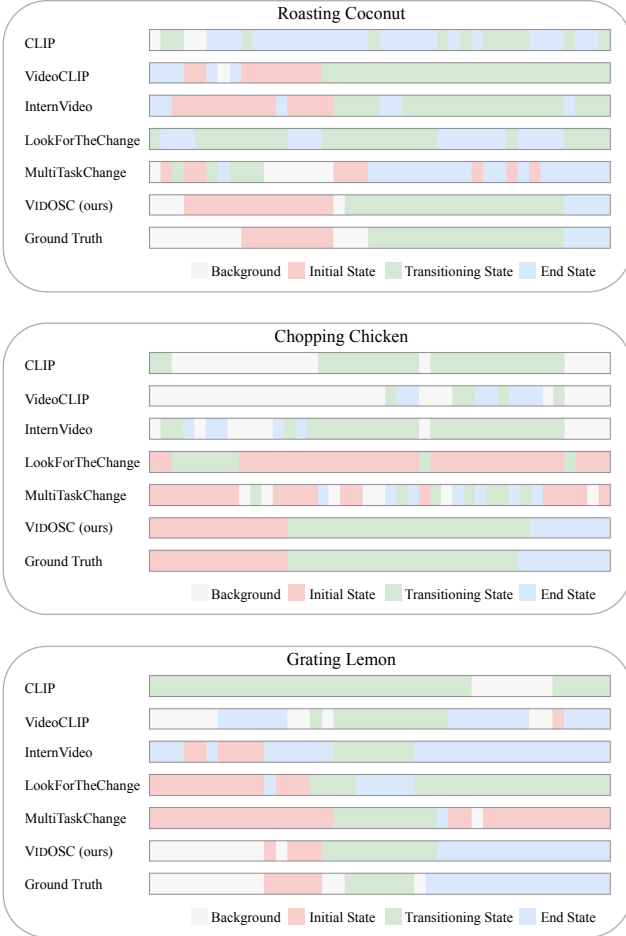 Roasting Coconut
CLIP
VideoCLIP
InternVideo
LookForTheChange
MultiTaskChange
VIDOSC (ours)
Ground Truth
Background Initial State Transitioning State End State
Chopping Chicken
CLIP
VideoCLIP
InternVideo
LookForTheChange
MultiTaskChange
VIDOSC (ours)
Ground Truth
Background Initial State Transitioning State End State
Grating Lemon
CLIP
VideoCLIP
InternVideo
LookForTheChange
MultiTaskChange
VIDOSC (ours)
Ground Truth
Background Initial State Transitioning State End State